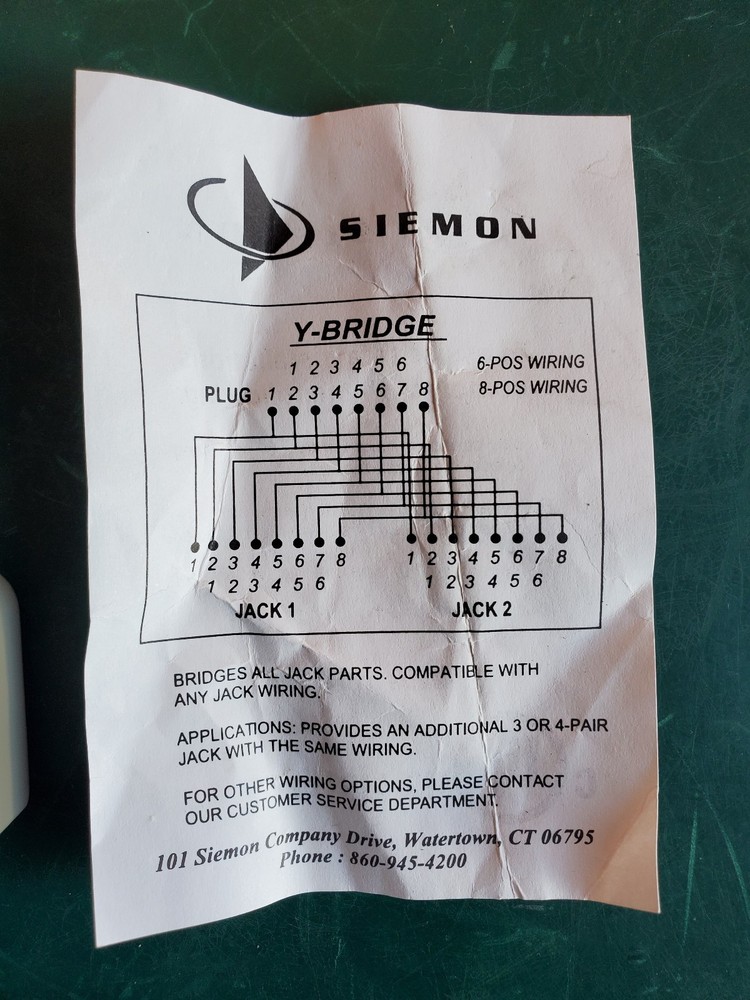 SIEMON
Y-BRIDGE
1 2 3 4 5 6 6-POS WIRING
PLUG 1 2 3 4 5 6 7 8 8-POS WIRING
1 2 3 4 5 6 7 8 1 2 3 4 5 6 7 8
1 2 3 4 5 6 1 2 3 4 5 6
JACK 1 JACK 2
BRIDGES ALL JACK PARTS. COMPATIBLE WITH
ANY JACK WIRING.
APPLICATIONS: PROVIDES AN ADDITIONAL 3 OR 4-PAIR
JACK WITH THE SAME WIRING.
FOR OTHER WIRING OPTIONS, PLEASE CONTACT
OUR CUSTOMER SERVICE DEPARTMENT.
101 Siemon Company Drive, Watertown, CT 06795
Phone : 860-945-4200